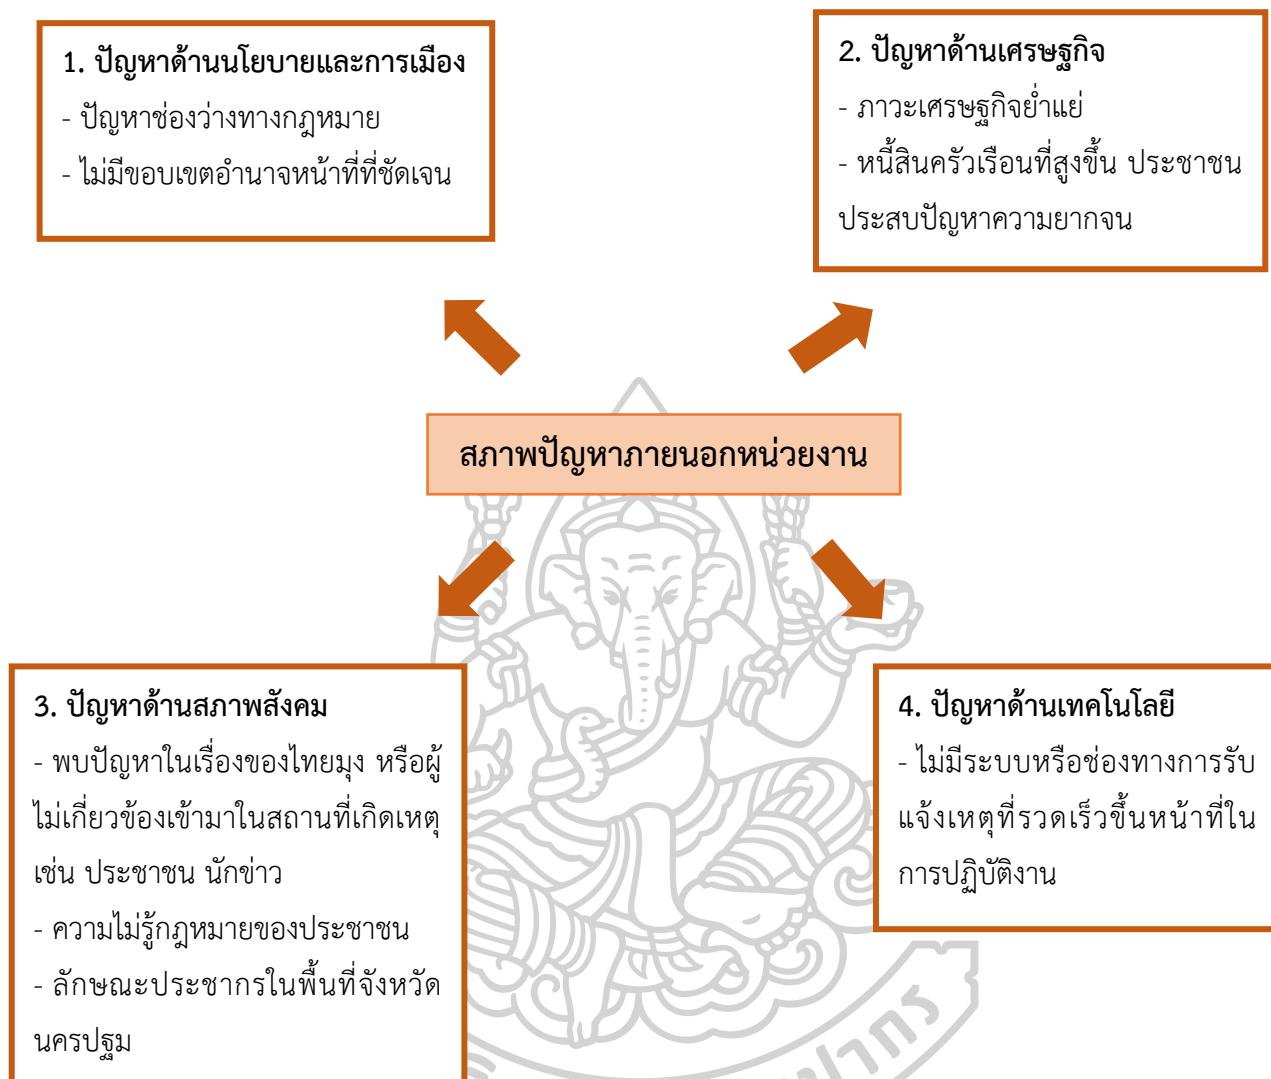 1. ปัญหาด้านนโยบายและการเมือง
- ปัญหาช่องว่างทางกฎหมาย
- ไม่มีขอบเขตอำนาจหน้าที่ที่ชัดเจน
2. ปัญหาด้านเศรษฐกิจ
- ภาวะเศรษฐกิจย่ำแย่
- หนี้สินครัวเรือนที่สูงขึ้น ประชาชน
ประสบปัญหาความยากจน
สภาพปัญหาภายนอกหน่วยงาน
3. ปัญหาด้านสภาพสังคม
- พบปัญหาในเรื่องของไทยมุง หรือผู้
ไม่เกี่ยวข้องเข้ามาในสถานที่เกิดเหตุ
เช่น ประชาชน นักข่าว
- ความไม่รู้กฎหมายของประชาชน
- ลักษณะประชากรในพื้นที่จังหวัด
นครปฐม
4. ปัญหาด้านเทคโนโลยี
- ไม่มีระบบหรือช่องทางการรับ
แจ้งเหตุที่รวดเร็วขึ้นหน้าที่ใน
การปฏิบัติงาน